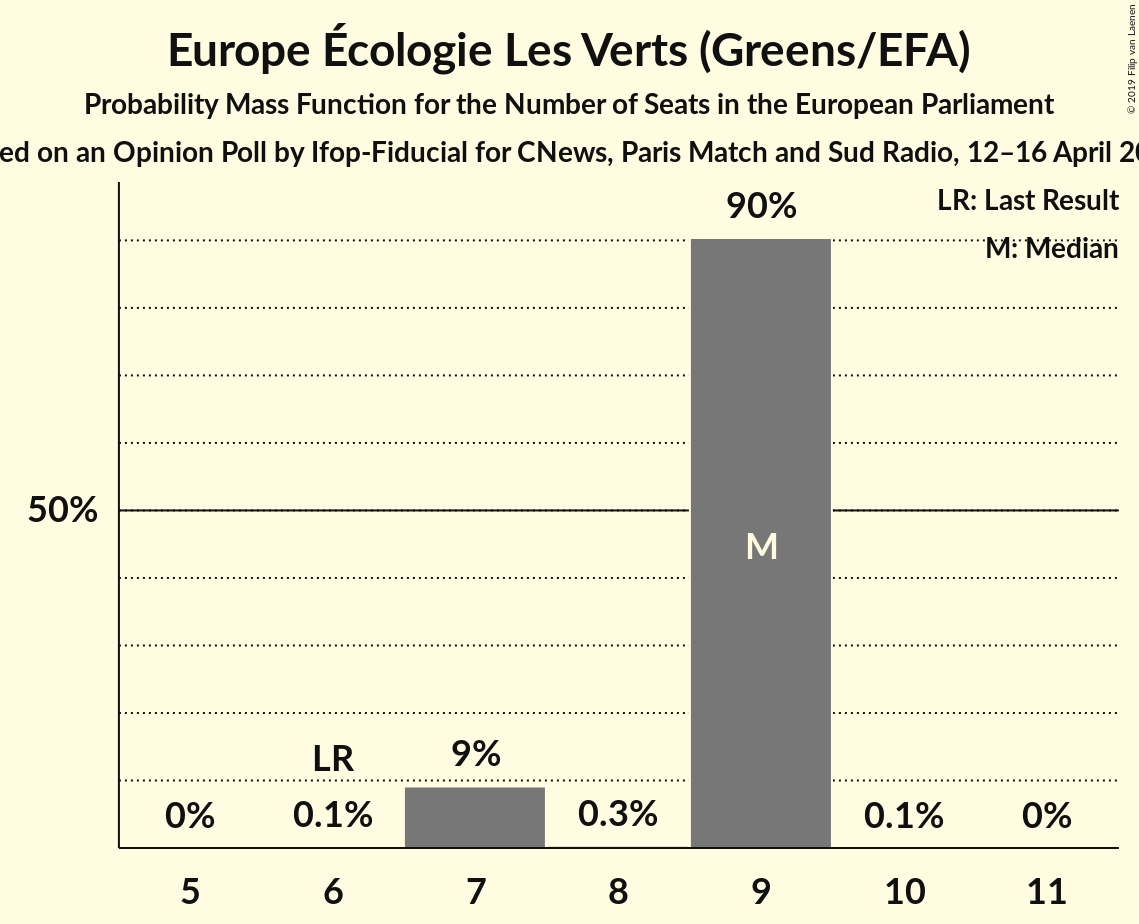 Europe Écologie Les Verts (Greens/EFA)
Probability Mass Function for the Number of Seats in the European Parliament
on an Opinion Poll by Ifop-Fiducial for CNews, Paris Match and Sud Radio, 12–16 April
© 2019 Filip van Laenen
LR: Last Result
M: Median
90%
50%
M
LR
9%
0%
0.1%
0.3%
0.1%
0%
5
6
7
8
9
10
11